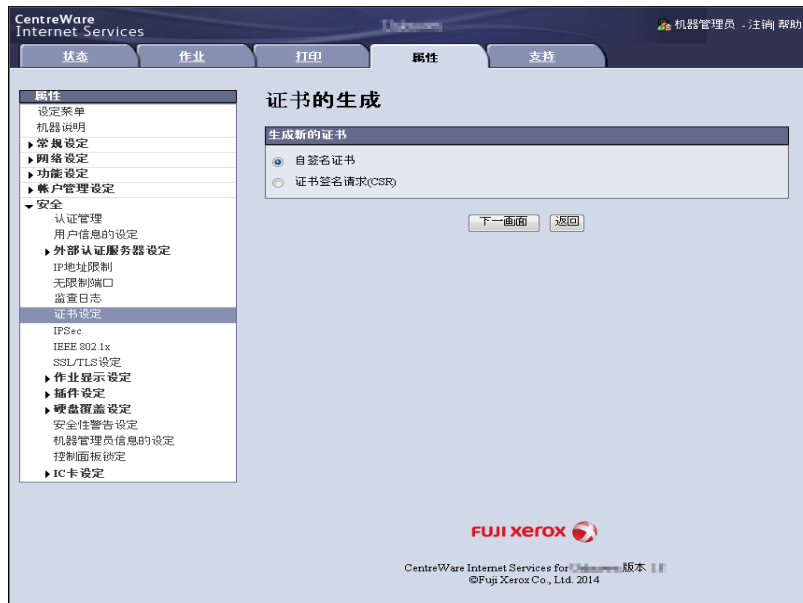 CentreWare
Internet Services
机器管理员 - 注销 帮助
状态 作业 打印 属性 支持
属性
设定菜单
机器说明
常规设定
网络设定
功能设定
帐户管理设定
安全
认证管理
用户信息的设定
外部认证服务器设定
IP地址限制
无限制端口
监查日志
证书设定
IPSec
IEEE 802.1x
SSL/TLS设定
作业显示设定
插件设定
硬盘覆盖设定
安全性警告设定
机器管理员信息的设定
控制面板锁定
IC卡设定
证书的生成
生成新的证书
自签名证书
证书签名请求(CSR)
下一画面 返回
FUJI xerox
CentreWare Internet Services for 版本
©Fuji Xerox Co., Ltd. 2014